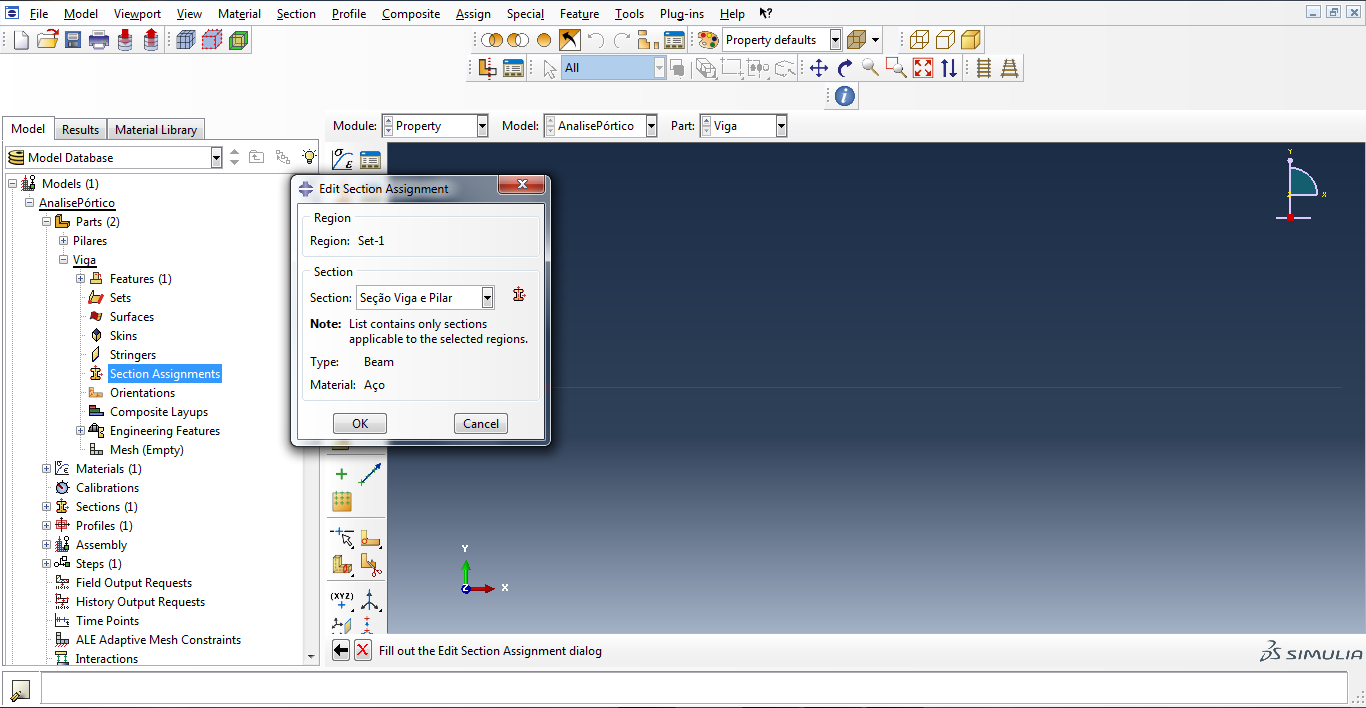 File Model Viewport View Material Section Profile Composite Assign Special Feature Tools Plug-ins Help
Property defaults
All
Model Results Material Library
Module: Property Model: AnalisePórtico Part: Viga
Model Database
Models (1)
AnalisePórtico
Parts (2)
Pilares
Viga
Features (1)
Sets
Surfaces
Skins
Stringers
Section Assignments
Orientations
Composite Layups
Engineering Features
Mesh (Empty)
Materials (1)
Calibrations
Sections (1)
Profiles (1)
Assembly
Steps (1)
Field Output Requests
History Output Requests
Time Points
ALE Adaptive Mesh Constraints
Interactions
Edit Section Assignment
Region
Region: Set-1
Section
Section: Seção Viga e Pilar
Note: List contains only sections
applicable to the selected regions.
Type: Beam
Material: Aço
OK Cancel
σ ε
(XYZ)
Y
X
Z
Y
X
Z
Fill out the Edit Section Assignment dialog
SIMULIA